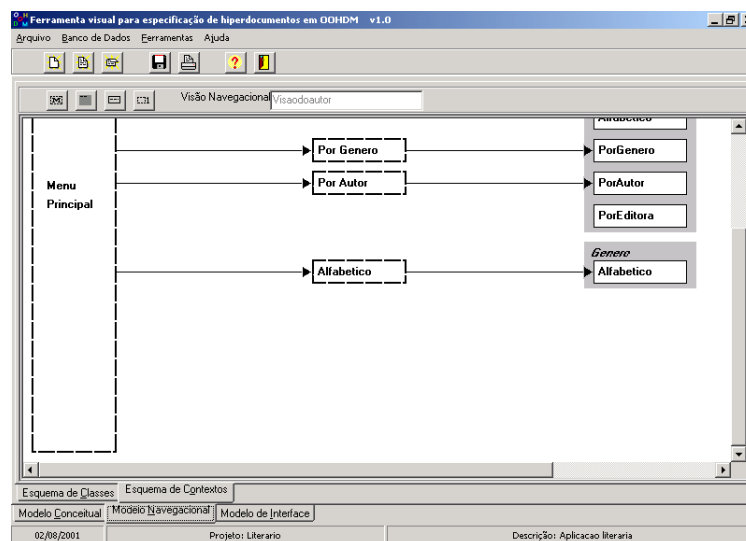 Ferramenta visual para especificação de hiperdocumentos em OOHDM v1.0
Arquivo Banco de Dados Ferramentas Ajuda
Visão Navegacional Visaodoautor
Alfabetico
Por Genero PorGenero
Por Autor PorAutor
Menu
Principal
PorEditora
Genero
Alfabetico Alfabetico
Esquema de Classes Esquema de Contextos
Modelo Conceitual Modelo Navegacional Modelo de Interface
02/08/2001 Projeto: Literario Descrição: Aplicacao literaria